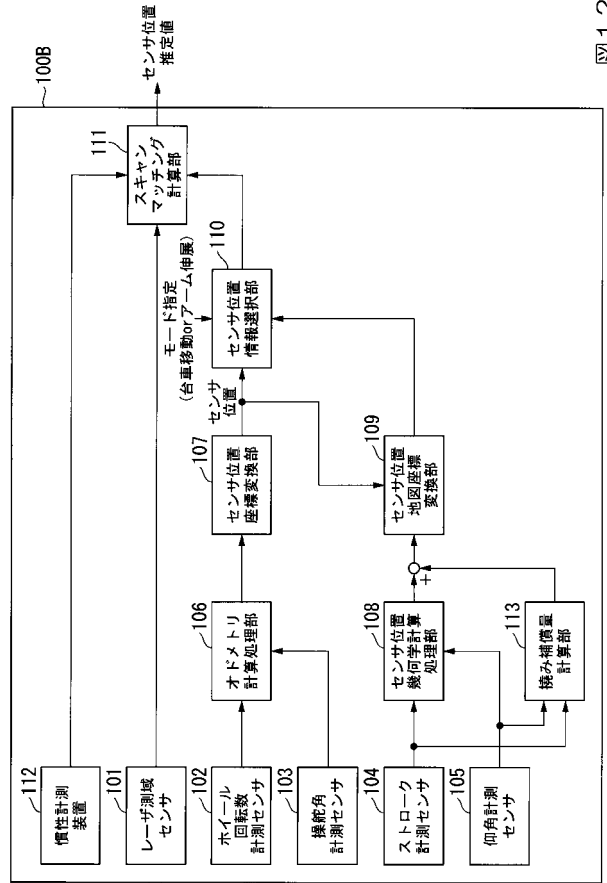 100B
112
慣性計測
装置
101
レーザ測域
センサ
102
ホイール
回転数
計測センサ
103
操舵角
計測センサ
104
ストローク
計測センサ
105
仰角計測
センサ
106
オドメトリ
計算処理部
107
センサ位置
座標変換部
センサ
位置
108
センサ位置
幾何学計算
処理部
113
撓み補償量
計算部
+
109
センサ位置
地図座標
変換部
モード指定
(台車移動orアーム伸展)
110
センサ位置
情報選択部
111
スキャン
マッチング
計算部
センサ位置
推定値
図12